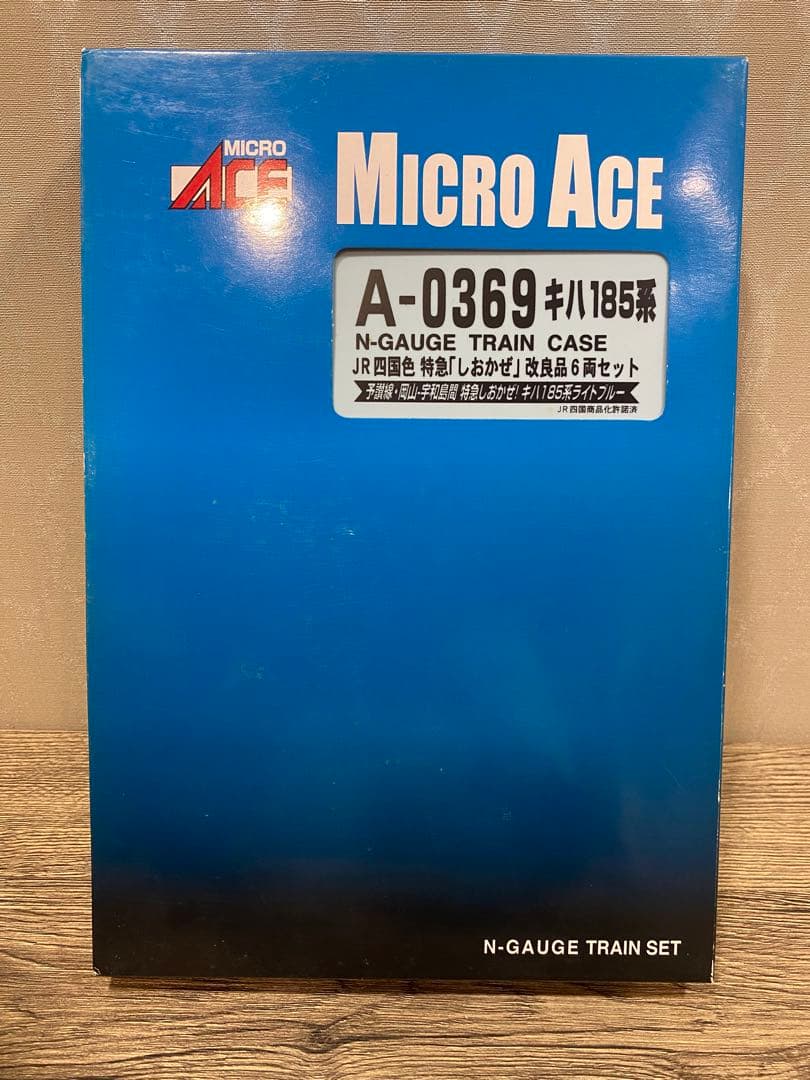 MICRO
ACE
MICRO ACE
A-0369 キハ185系
N-GAUGE TRAIN CASE
JR四国色 特急「しおかぜ」改良品6両セット
予讃線・岡山-宇和島間 特急しおかぜ! キハ185系ライトブルー
JR四国商品化許諾済
N-GAUGE TRAIN SET